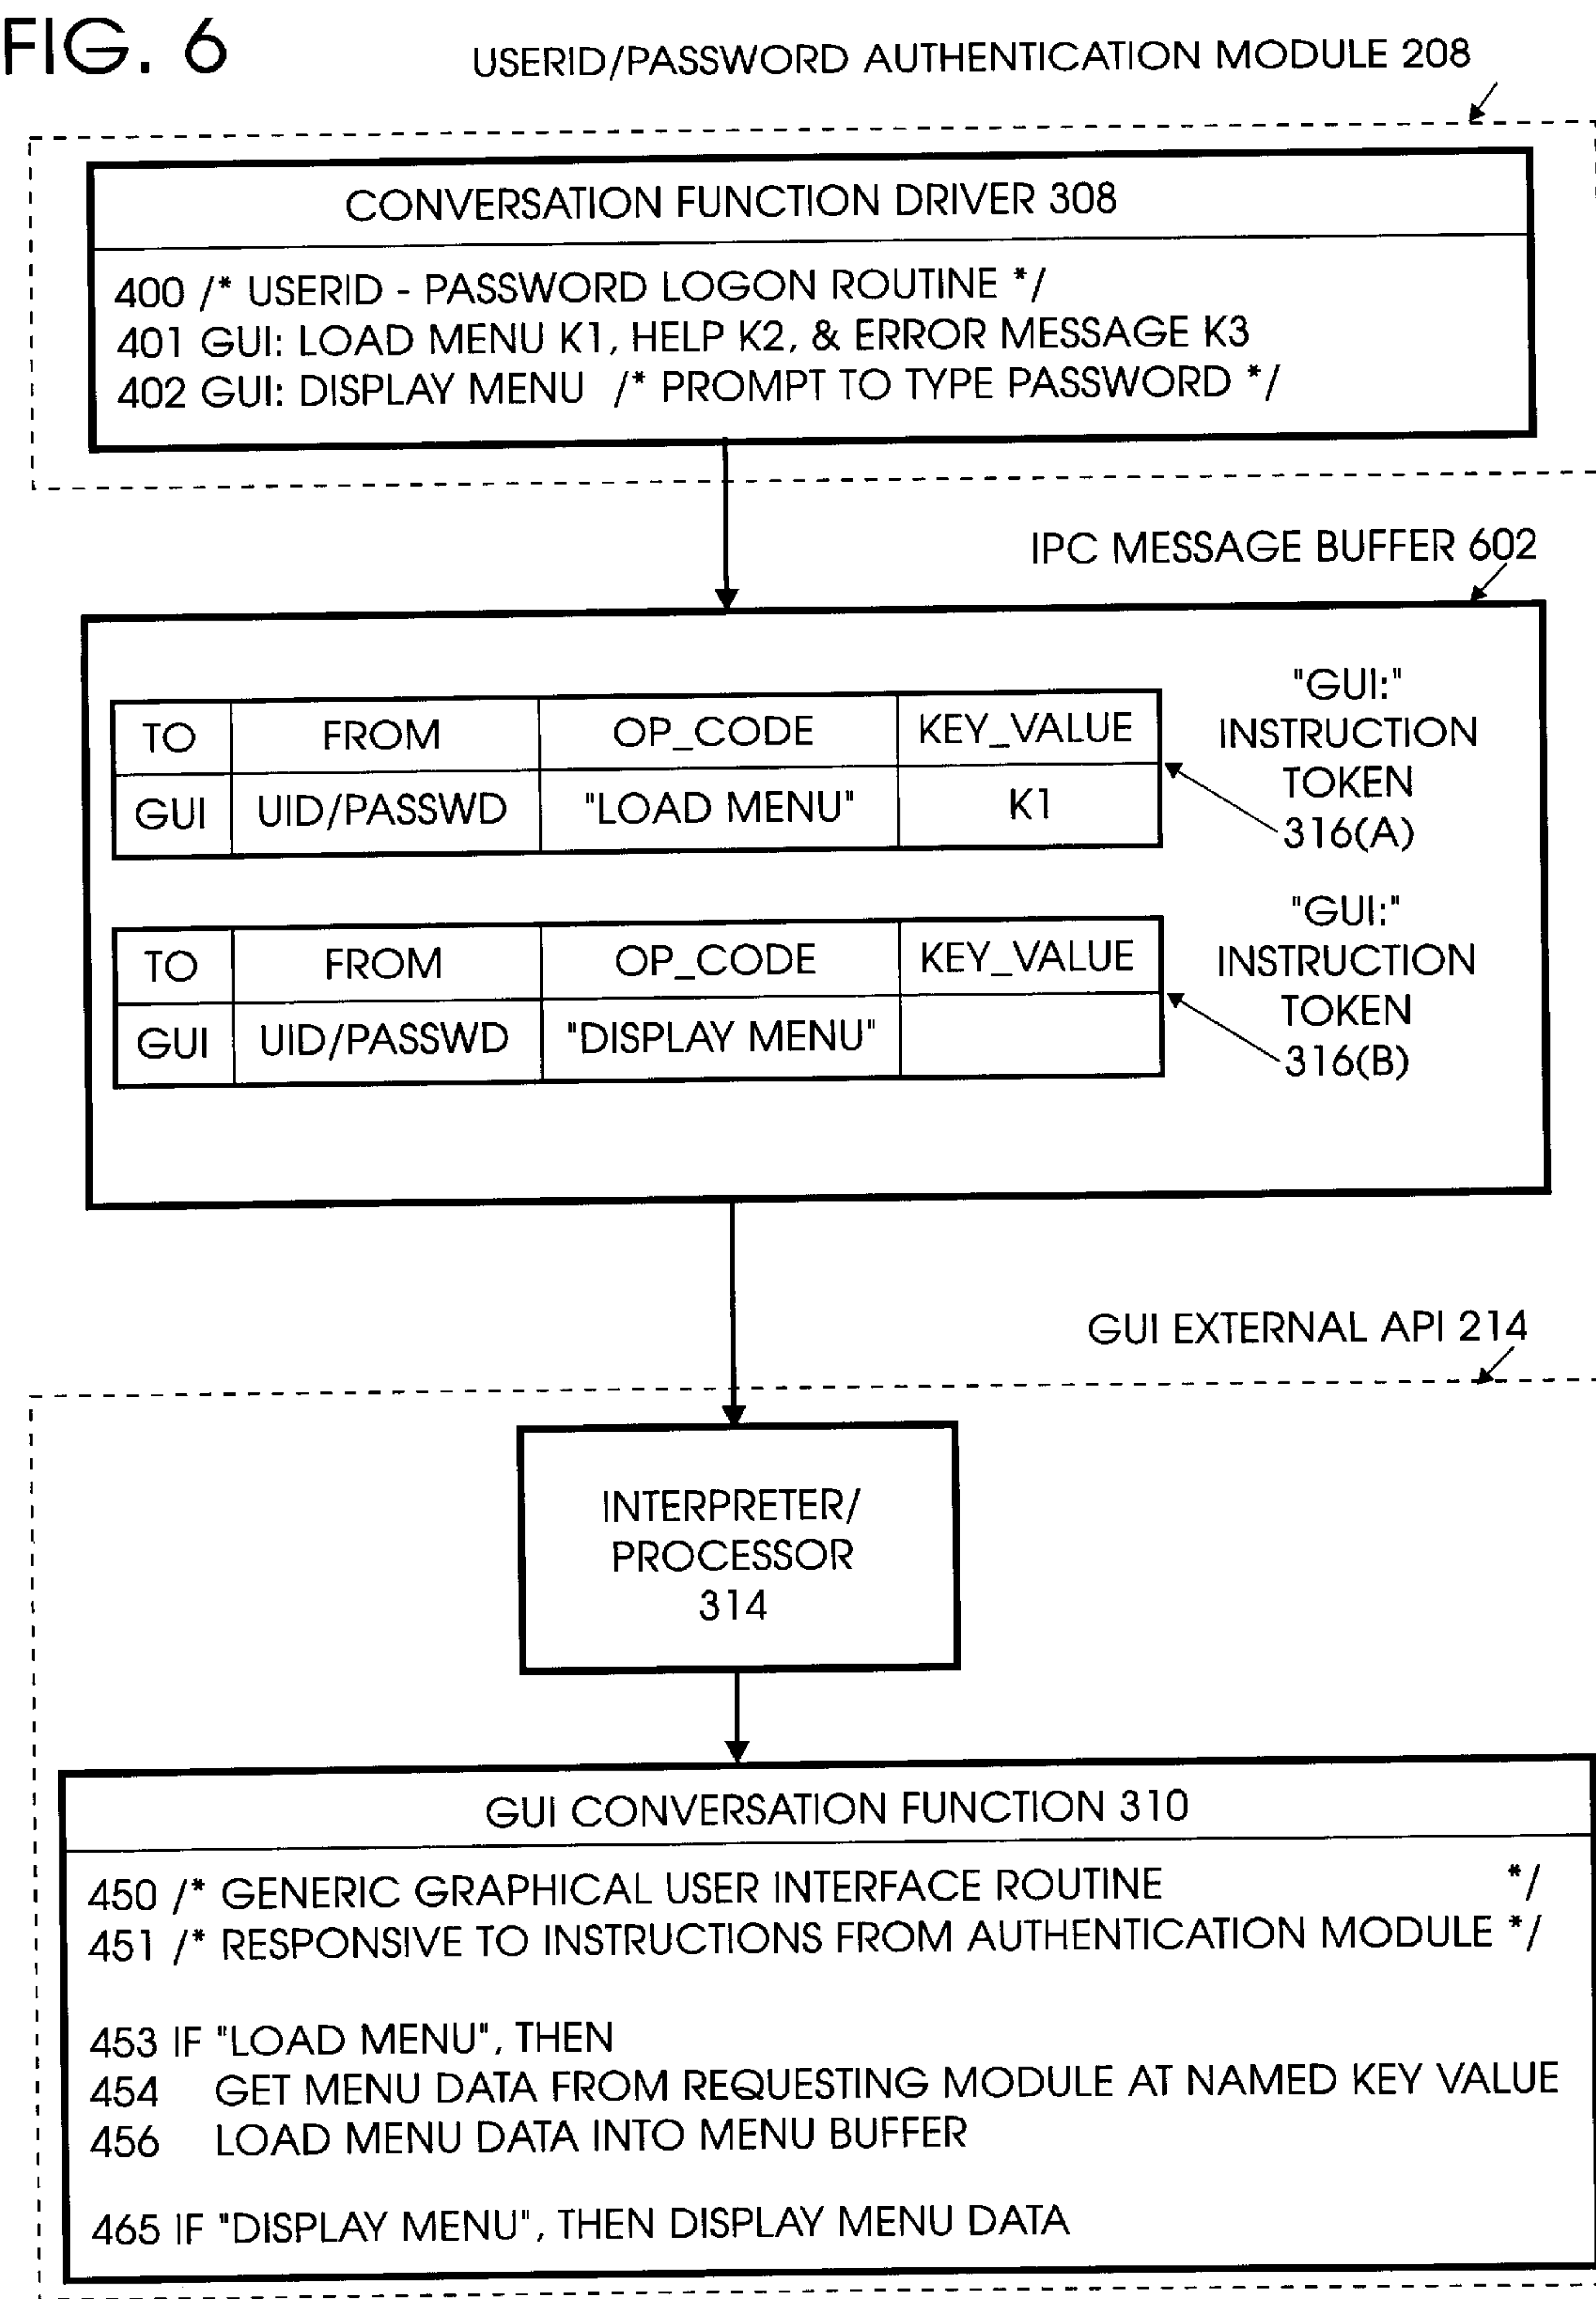 FIG. 6
USERID/PASSWORD AUTHENTICATION MODULE 208
CONVERSATION FUNCTION DRIVER 308
400 /* USERID - PASSWORD LOGON ROUTINE */
401 GUI: LOAD MENU K1, HELP K2, & ERROR MESSAGE K3
402 GUI: DISPLAY MENU /* PROMPT TO TYPE PASSWORD */
IPC MESSAGE BUFFER 602
TO FROM OP_CODE KEY_VALUE
GUI UID/PASSWD "LOAD MENU" K1
"GUI:"
INSTRUCTION
TOKEN
316(A)
TO FROM OP_CODE KEY_VALUE
GUI UID/PASSWD "DISPLAY MENU"
"GUI:"
INSTRUCTION
TOKEN
316(B)
GUI EXTERNAL API 214
INTERPRETER/
PROCESSOR
314
GUI CONVERSATION FUNCTION 310
450 /* GENERIC GRAPHICAL USER INTERFACE ROUTINE */
451 /* RESPONSIVE TO INSTRUCTIONS FROM AUTHENTICATION MODULE */
453 IF "LOAD MENU", THEN
454 GET MENU DATA FROM REQUESTING MODULE AT NAMED KEY VALUE
456 LOAD MENU DATA INTO MENU BUFFER
465 IF "DISPLAY MENU", THEN DISPLAY MENU DATA